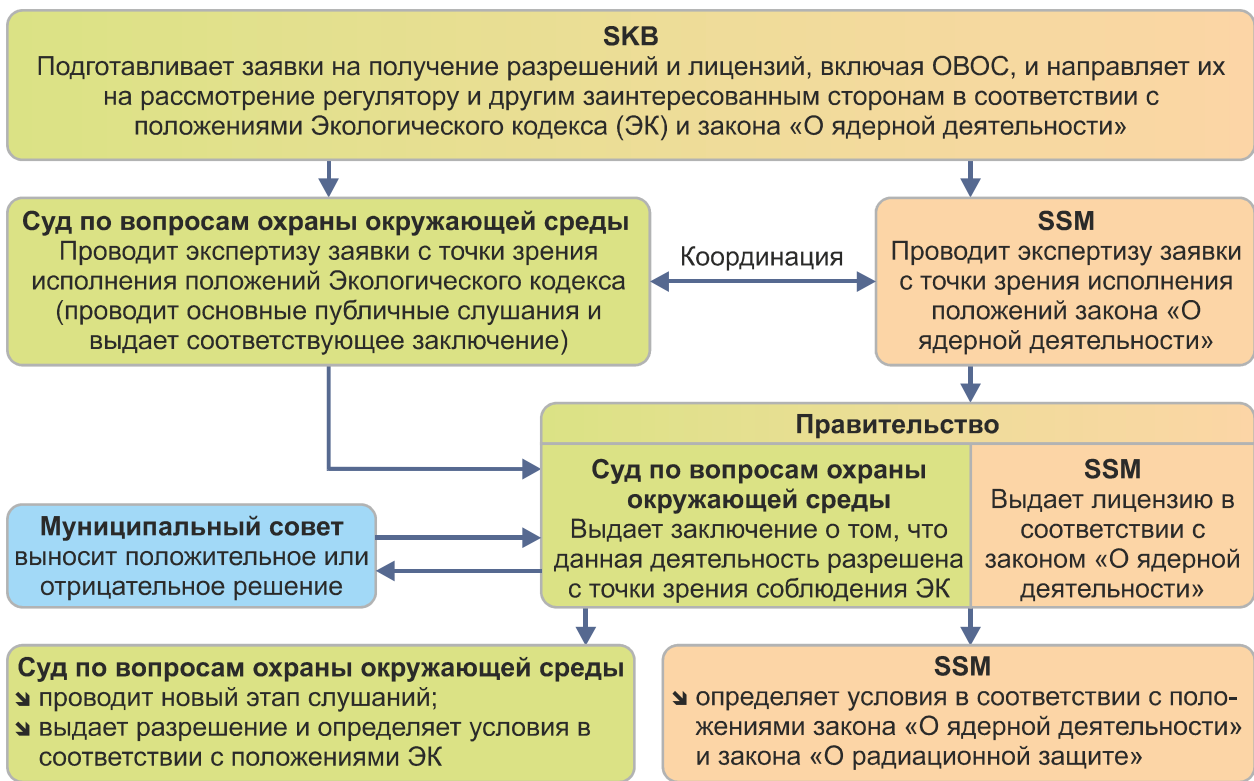 SKB
Подготавливает заявки на получение разрешений и лицензий, включая ОВОС, и направляет их
на рассмотрение регулятору и другим заинтересованным сторонам в соответствии с
положениями Экологического кодекса (ЭК) и закона «О ядерной деятельности»
Суд по вопросам охраны окружающей среды
Проводит экспертизу заявки с точки зрения
исполнения положений Экологического кодекса
(проводит основные публичные слушания и
выдает соответствующее заключение)
Координация
SSM
Проводит экспертизу заявки
с точки зрения исполнения
положений закона «О
ядерной деятельности»
Правительство
Суд по вопросам охраны
окружающей среды
Выдает заключение о том, что
данная деятельность разрешена
с точки зрения соблюдения ЭК
SSM
Выдает лицензию в
соответствии с
законом «О ядерной
деятельности»
Муниципальный совет
выносит положительное или
отрицательное решение
Суд по вопросам охраны окружающей среды
проводит новый этап слушаний;
выдает разрешение и определяет условия в
соответствии с положениями ЭК
SSM
определяет условия в соответствии с поло-
жениями закона «О ядерной деятельности»
и закона «О радиационной защите»